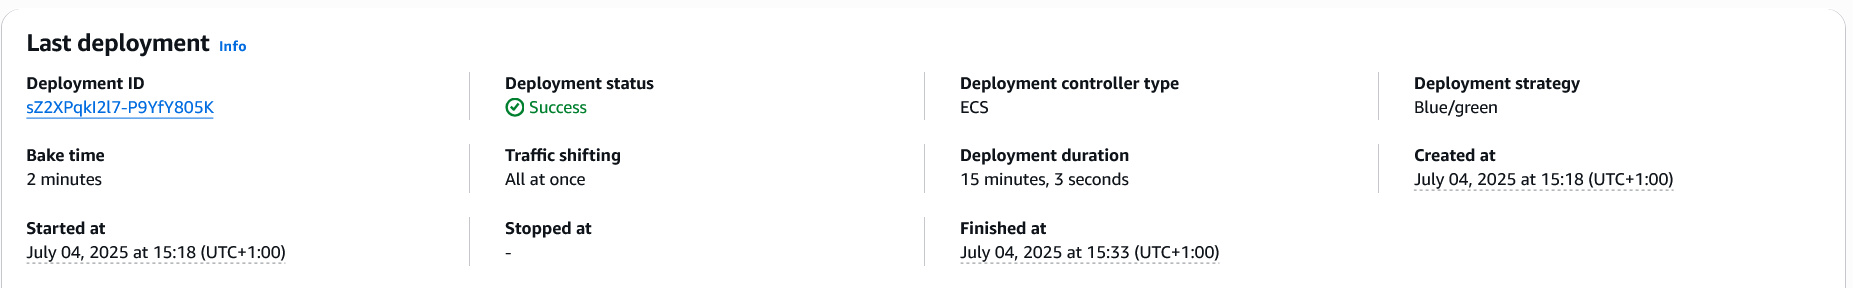 Last deployment Info
Deployment ID
sZ2XPqkI2l7-P9YfY805K
Deployment status
Success
Deployment controller type
ECS
Deployment strategy
Blue/green
Bake time
2 minutes
Traffic shifting
All at once
Deployment duration
15 minutes, 3 seconds
Created at
July 04, 2025 at 15:18 (UTC+1:00)
Started at
July 04, 2025 at 15:18 (UTC+1:00)
Stopped at
-
Finished at
July 04, 2025 at 15:33 (UTC+1:00)